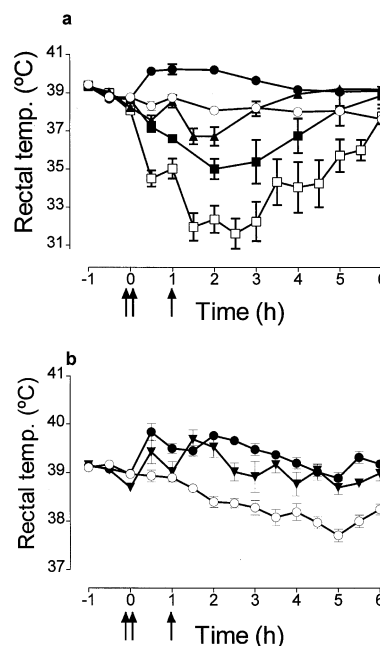 a
41
39
37
35
33
31
Rectal temp. (ºC)
-1 0 1 2 3 4 5 6
Time (h)
b
41
40
39
38
37
Rectal temp. (ºC)
-1 0 1 2 3 4 5 6
Time (h)